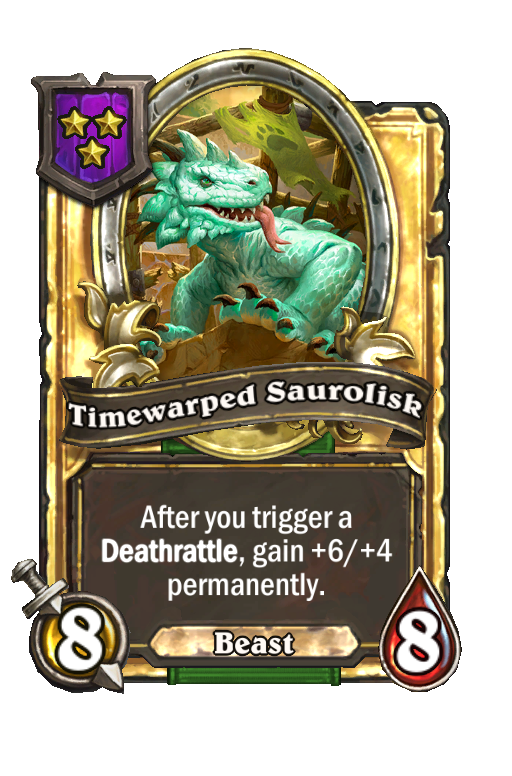 Timewarped Saurolisk
After you trigger a
Deathrattle, gain +6/+4
permanently.
8
Beast
8